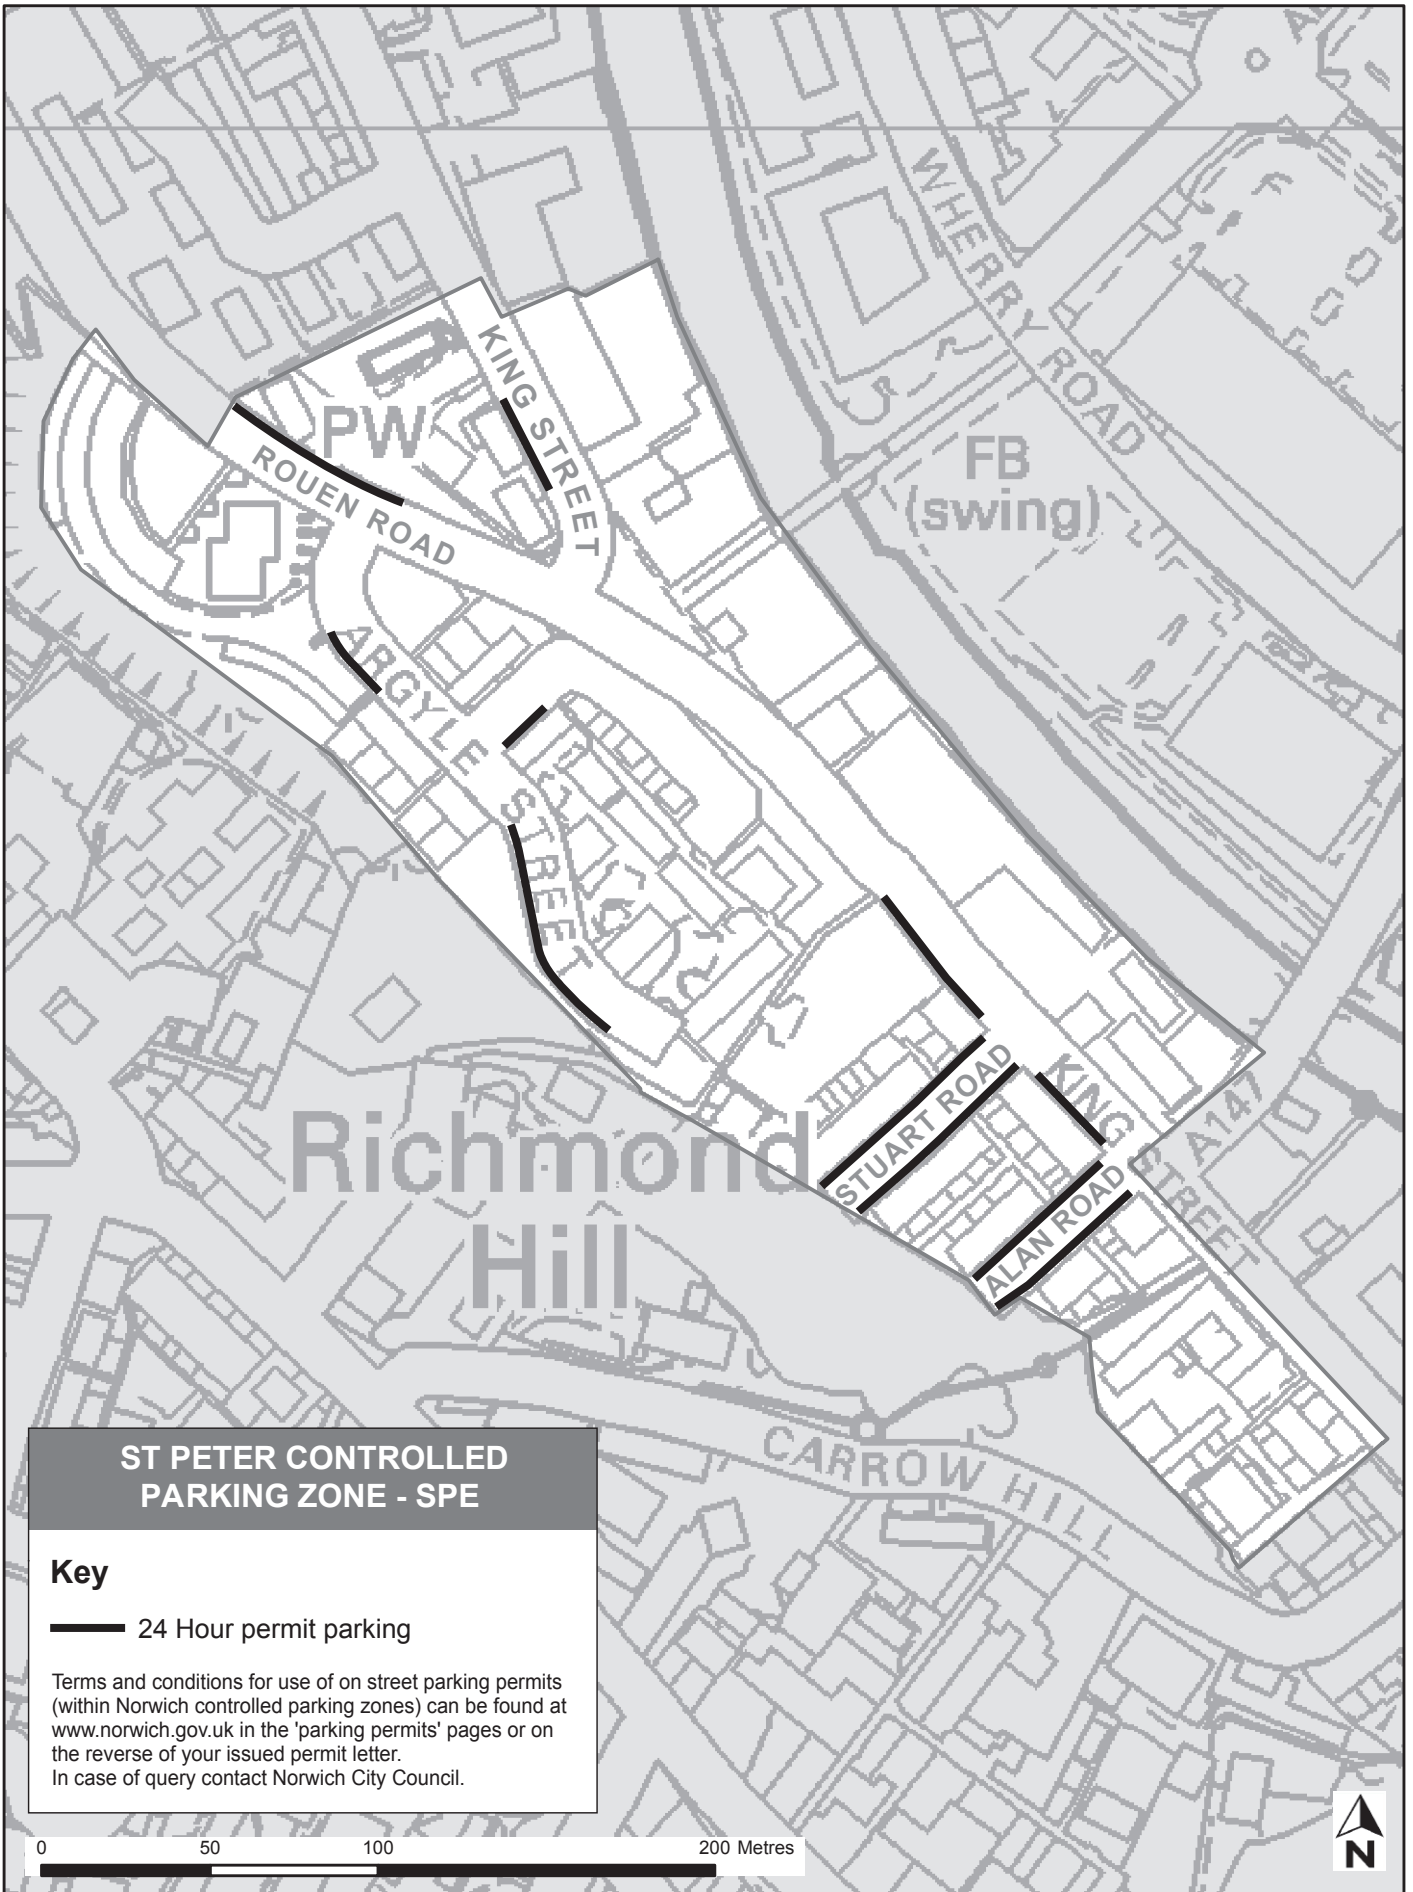 WHERRY ROAD
KING STREET
PW
ROUEN ROAD
FB
(swing)
ARGYLE STREET
STUART ROAD
KING STREET
A147
ALAN ROAD
Richmond
Hill
CARROW HILL
ST PETER CONTROLLED
PARKING ZONE - SPE
Key
24 Hour permit parking
Terms and conditions for use of on street parking permits
(within Norwich controlled parking zones) can be found at
www.norwich.gov.uk in the 'parking permits' pages or on
the reverse of your issued permit letter.
In case of query contact Norwich City Council.
0 50 100 200 Metres
N